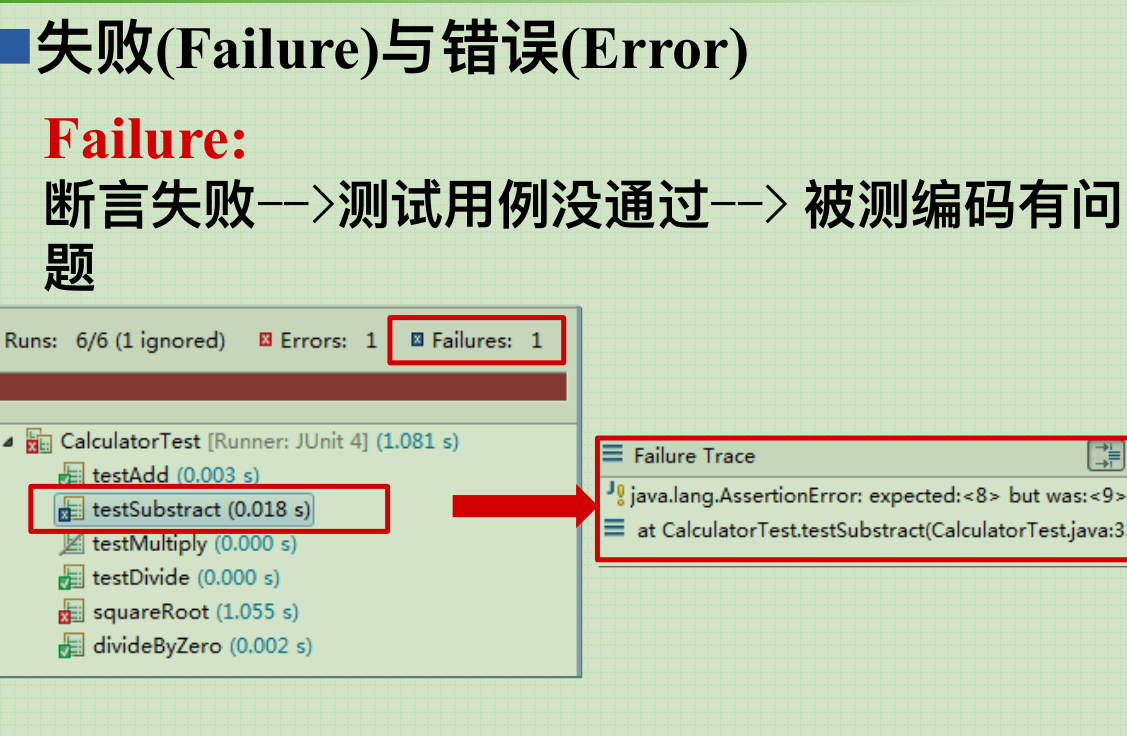 失败(Failure)与错误(Error)
Failure:
断言失败-->测试用例没通过--> 被测编码有问
题
Runs: 6/6 (1 ignored) Errors: 1 Failures: 1
CalculatorTest [Runner: JUnit 4] (1.081 s)
testAdd (0.003 s)
testSubstract (0.018 s)
testMultiply (0.000 s)
testDivide (0.000 s)
squareRoot (1.055 s)
divideByZero (0.002 s)
Failure Trace
java.lang.AssertionError: expected:<8> but was:<9>
at CalculatorTest.testSubstract(CalculatorTest.java:3